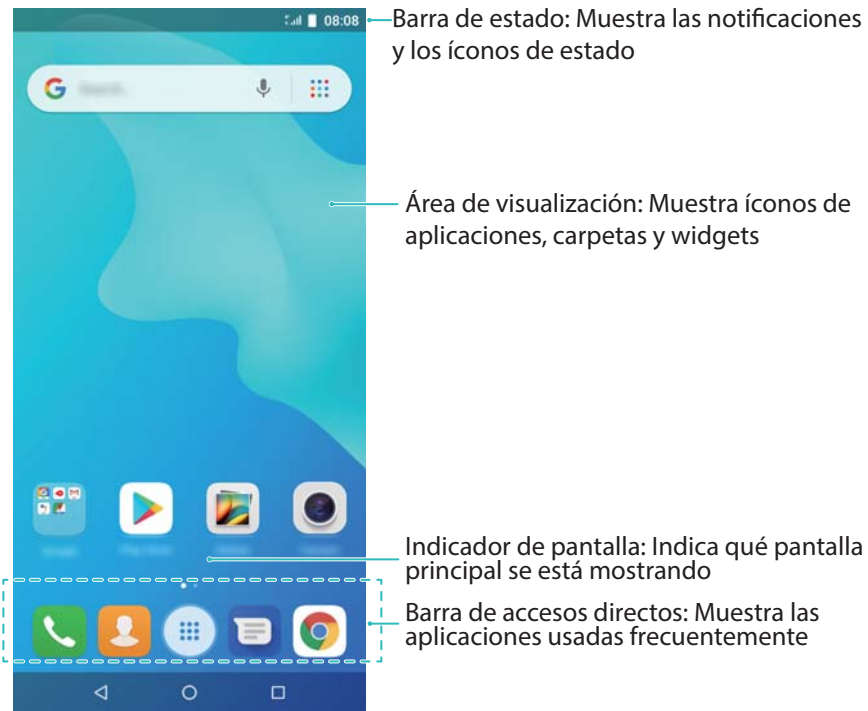 08:08
Barra de estado: Muestra las notificaciones
y los íconos de estado
G
Área de visualización: Muestra íconos de
aplicaciones, carpetas y widgets
Indicador de pantalla: Indica qué pantalla
principal se está mostrando
Barra de accesos directos: Muestra las
aplicaciones usadas frecuentemente